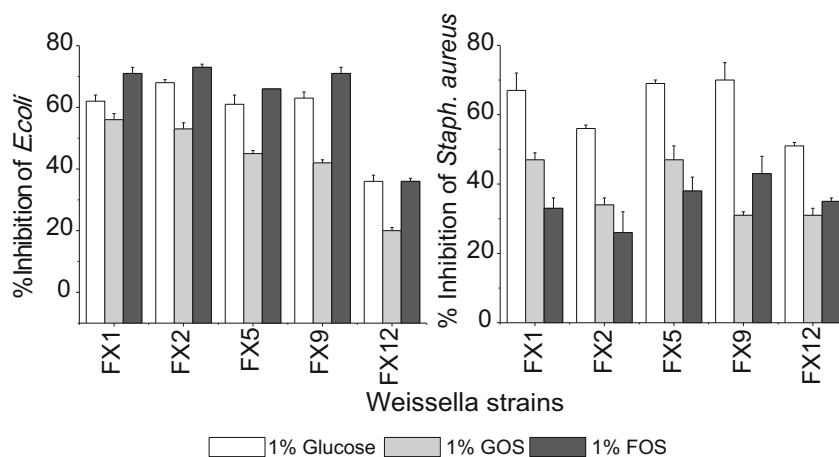 %Inhibition of E.coli
80
60
40
20
0
FX1
FX2
FX5
FX9
FX12
% Inhibition of Staph. aureus
80
60
40
20
0
FX1
FX2
FX5
FX9
FX12
Weissella strains
1% Glucose
1% GOS
1% FOS